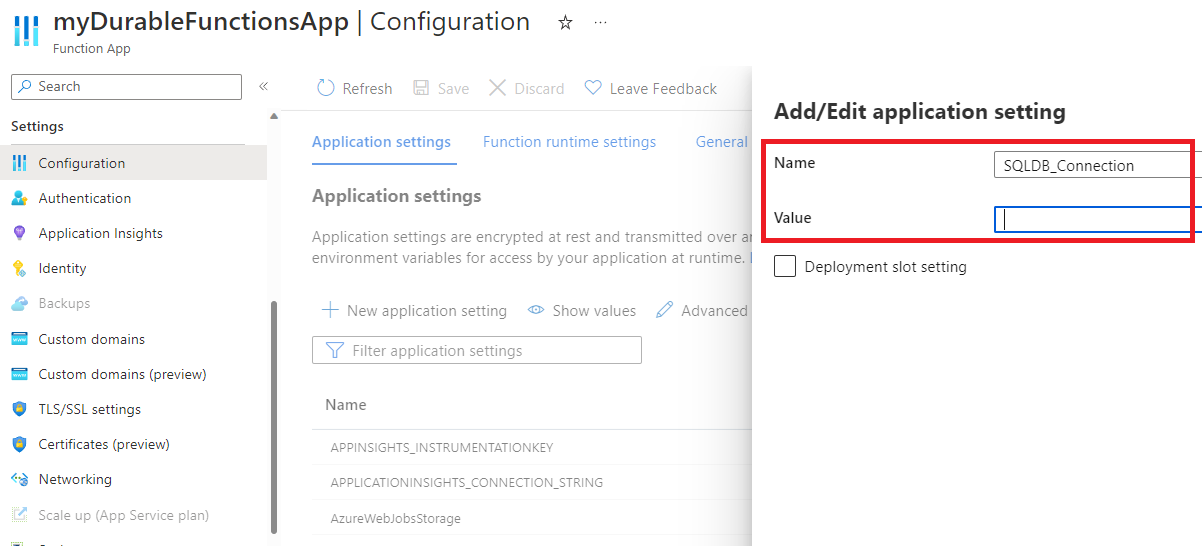 myDurableFunctionsApp | Configuration ☆ ···
Function App
Search «
Settings
Configuration
Authentication
Application Insights
Identity
Backups
Custom domains
Custom domains (preview)
TLS/SSL settings
Certificates (preview)
Networking
Scale up (App Service plan)
Refresh Save Discard Leave Feedback
Application settings Function runtime settings General
Application settings
Application settings are encrypted at rest and transmitted over
environment variables for access by your application at runtime.
New application setting Show values Advanced
Filter application settings
Name
APPINSIGHTS_INSTRUMENTATIONKEY
APPLICATIONINSIGHTS_CONNECTION_STRING
AzureWebJobsStorage
Add/Edit application setting
Name SQLDB_Connection
Value
Deployment slot setting